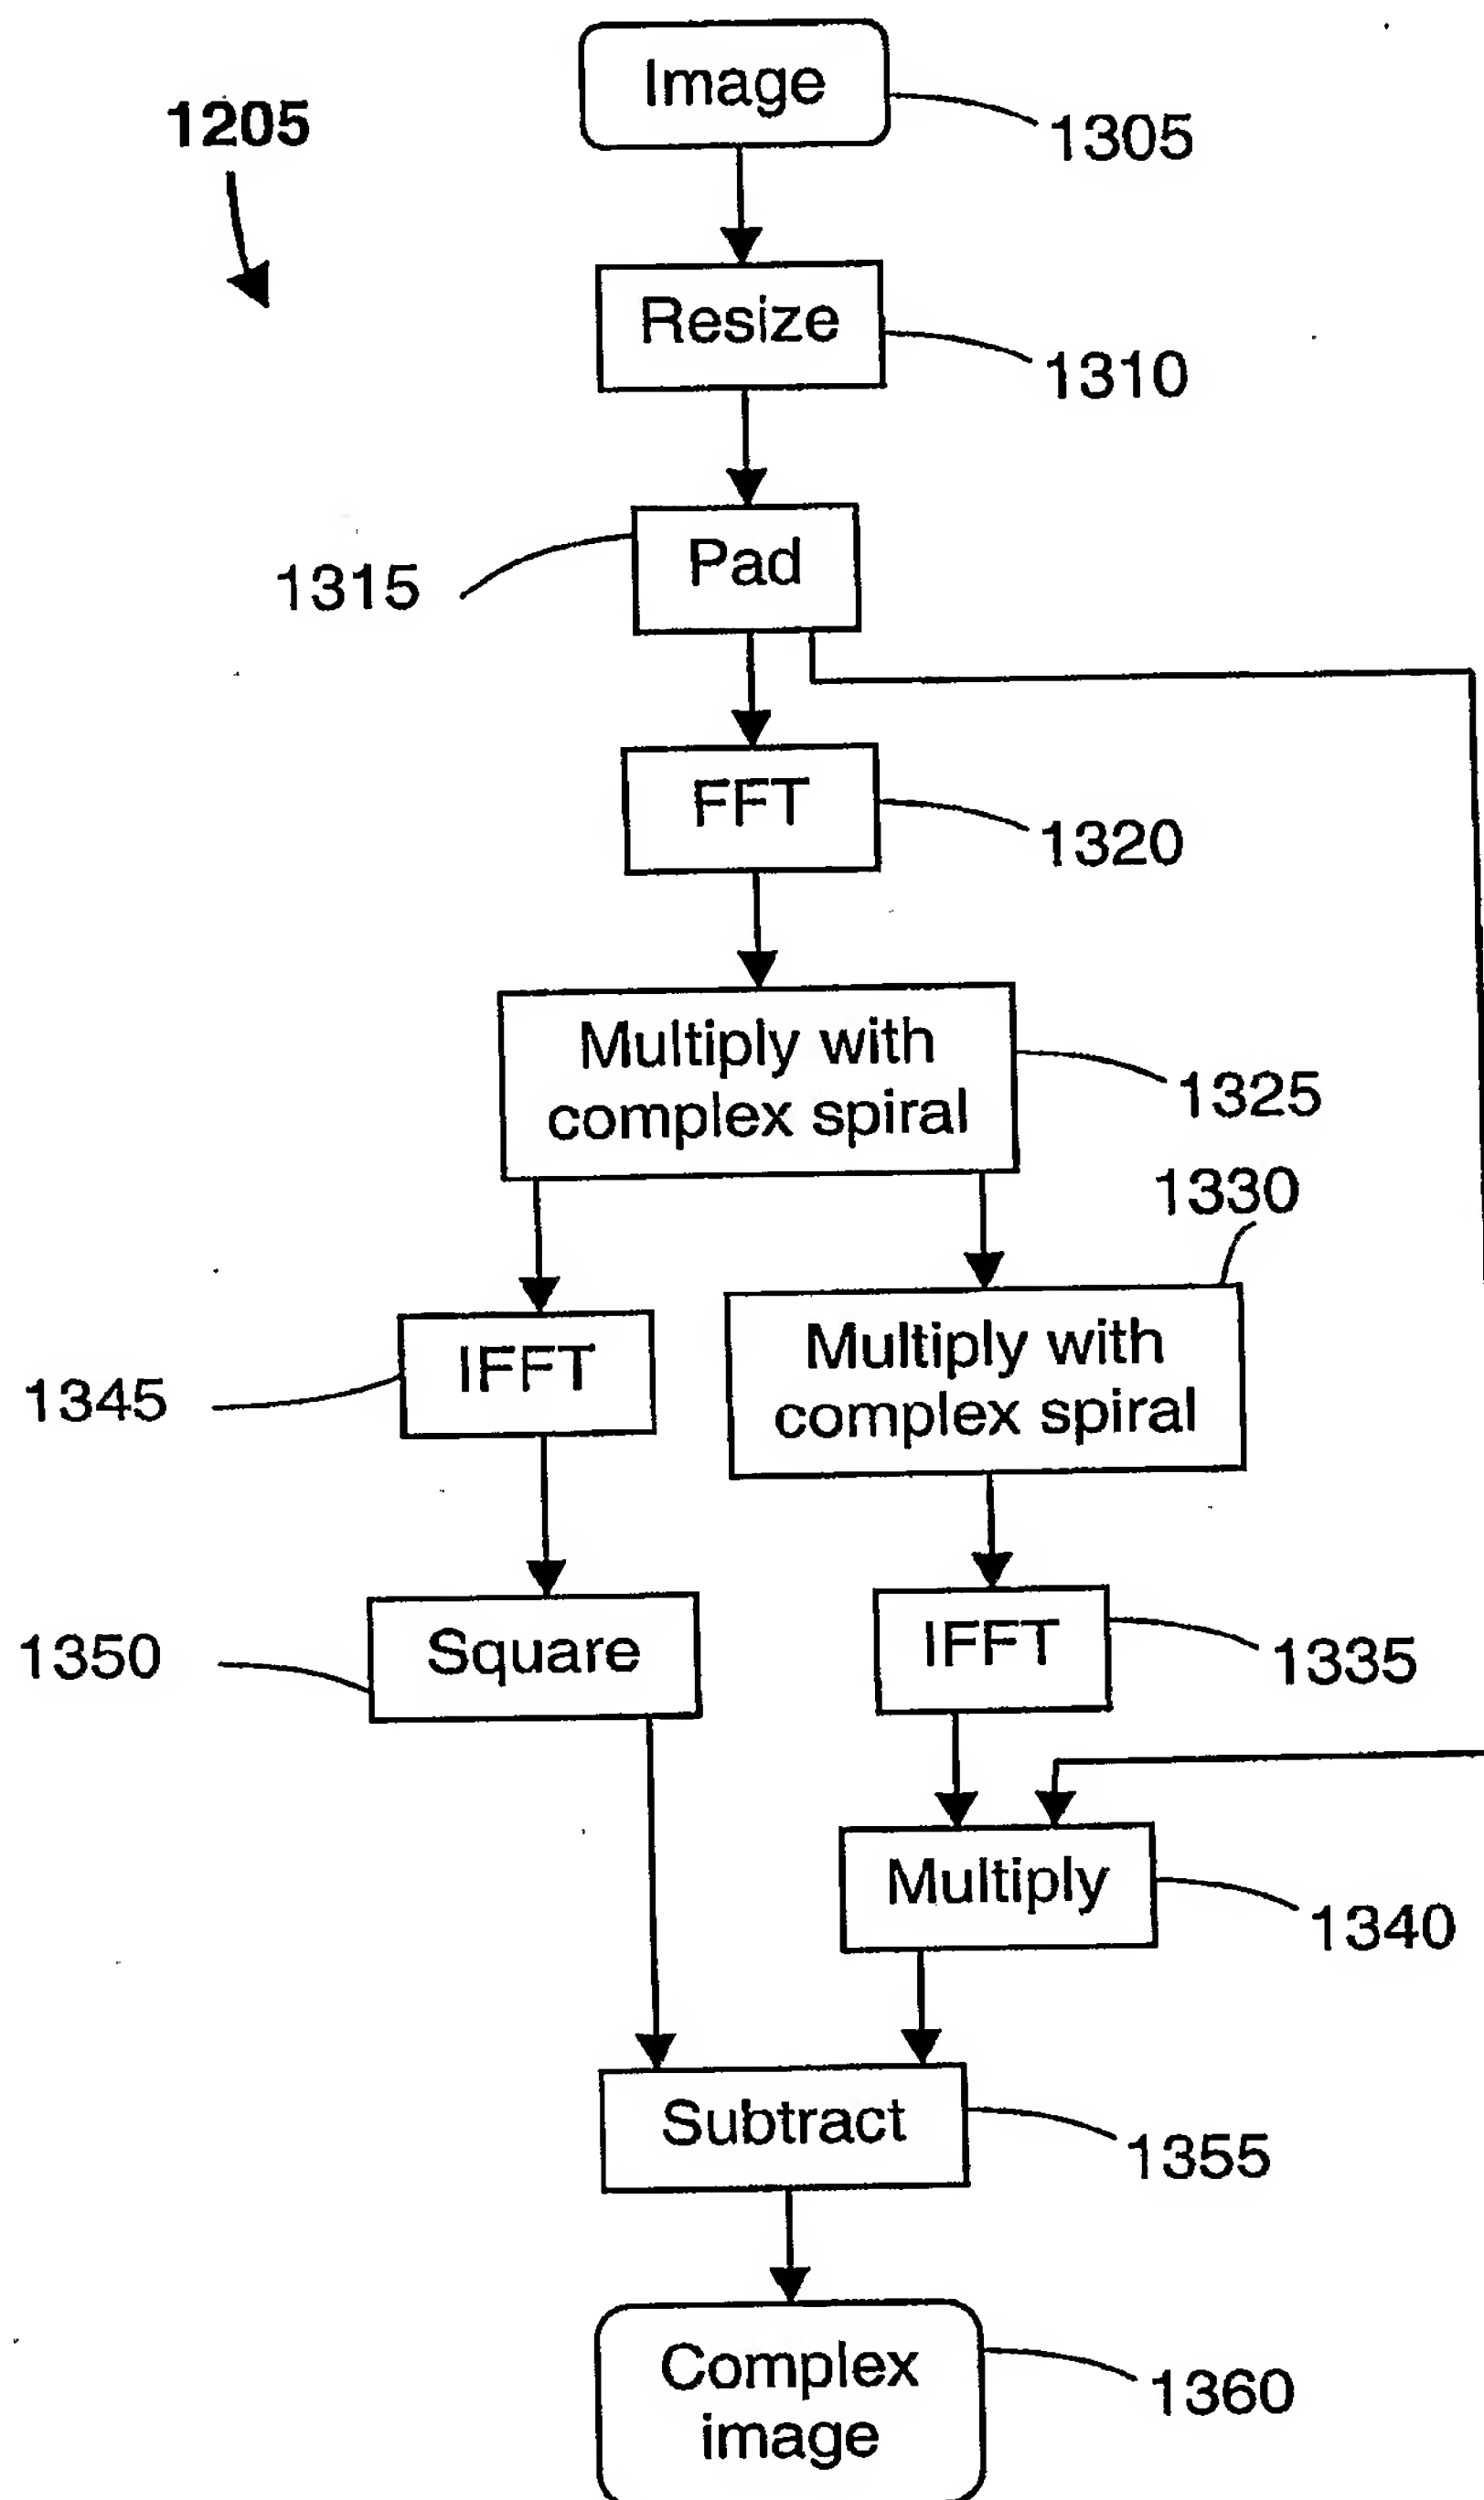 Image
1205
1305
Resize
1310
Pad
1315
FFT
1320
Multiply with
complex spiral
1325
1330
IFFT
Multiply with
complex spiral
1345
Square
IFFT
1350
1335
Multiply
1340
Subtract
1355
Complex
image
1360